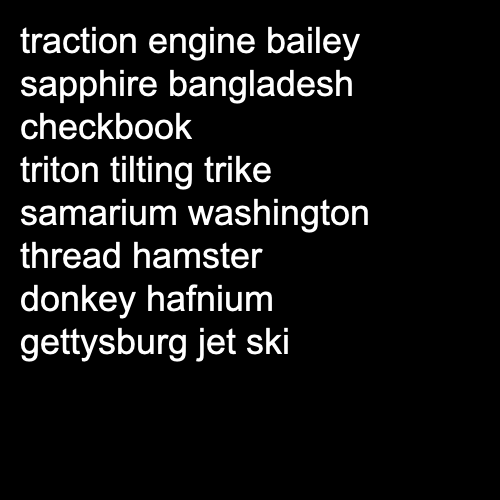 traction engine bailey
sapphire bangladesh
checkbook
triton tilting trike
samarium washington
thread hamster
donkey hafnium
gettysburg jet ski